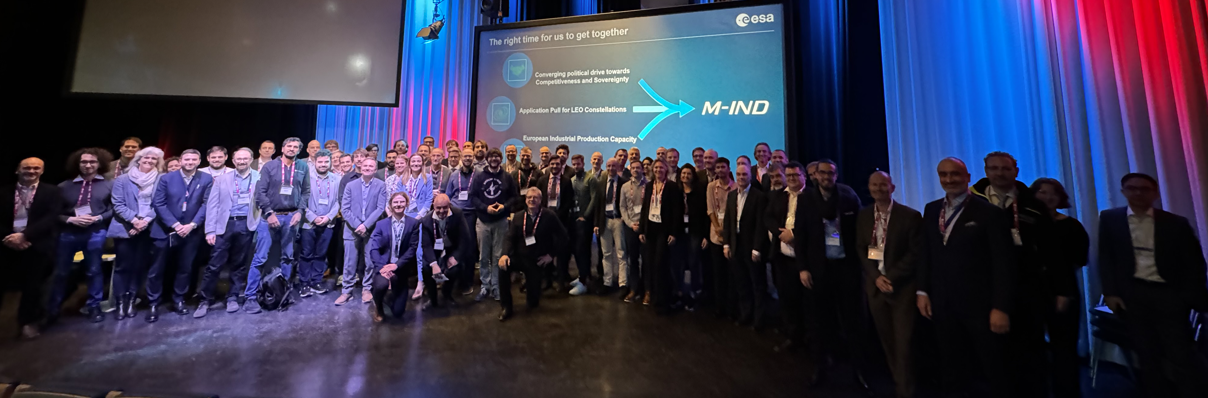 esa
The right time for us to get together
Converging political drive towards
Competitiveness and Sovereignty
Application Pull for LEO Constellations
M-IND
European Industrial Production Capacity